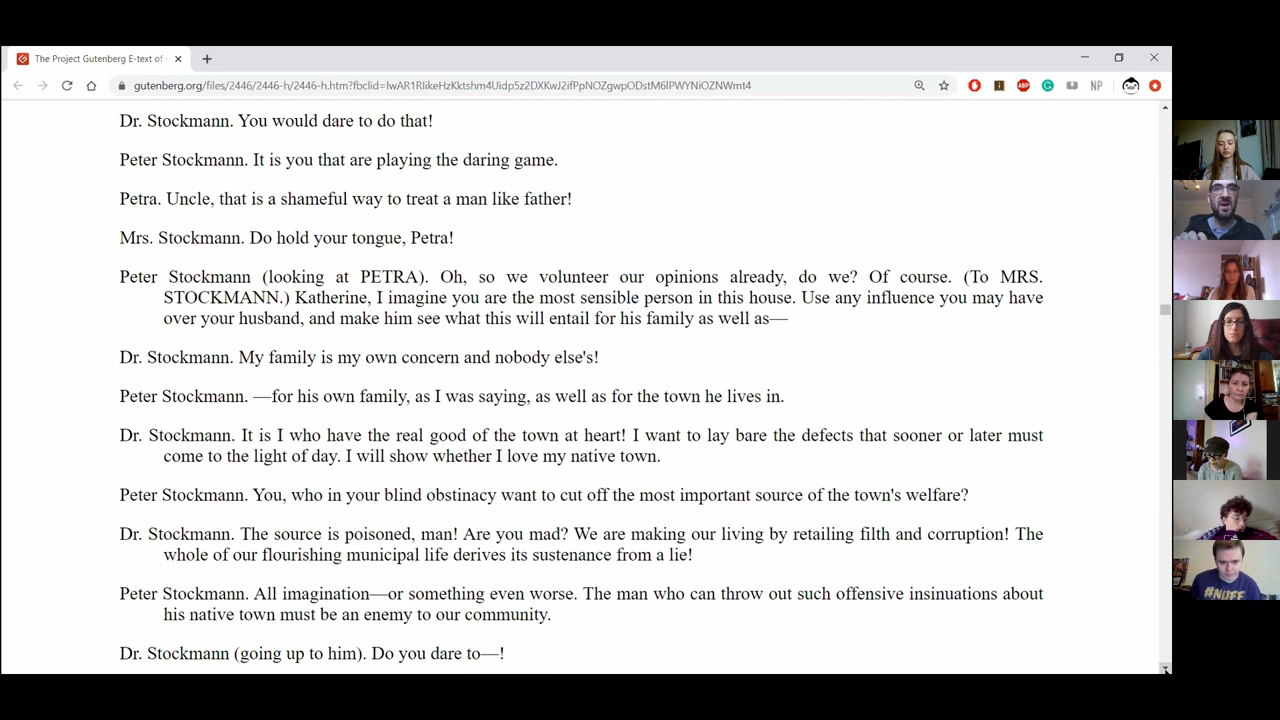 The Project Gutenberg E-text of
gutenberg.org/files/2446/2446-h/2446-h.htm?fbclid=IwAR1RIikeHzKktshm4Uidp5z2DXKwJ2ifPpNOZgwpODstM6lPWYNiOZNWmt4
ABP
NP
Dr. Stockmann. You would dare to do that!
Peter Stockmann. It is you that are playing the daring game.
Petra. Uncle, that is a shameful way to treat a man like father!
Mrs. Stockmann. Do hold your tongue, Petra!
Peter Stockmann (looking at PETRA). Oh, so we volunteer our opinions already, do we? Of course. (To MRS.
STOCKMANN.) Katherine, I imagine you are the most sensible person in this house. Use any influence you may have
over your husband, and make him see what this will entail for his family as well as—
Dr. Stockmann. My family is my own concern and nobody else's!
Peter Stockmann. —for his own family, as I was saying, as well as for the town he lives in.
Dr. Stockmann. It is I who have the real good of the town at heart! I want to lay bare the defects that sooner or later must
come to the light of day. I will show whether I love my native town.
Peter Stockmann. You, who in your blind obstinacy want to cut off the most important source of the town's welfare?
Dr. Stockmann. The source is poisoned, man! Are you mad? We are making our living by retailing filth and corruption! The
whole of our flourishing municipal life derives its sustenance from a lie!
Peter Stockmann. All imagination—or something even worse. The man who can throw out such offensive insinuations about
his native town must be an enemy to our community.
Dr. Stockmann (going up to him). Do you dare to—!
#NUFF